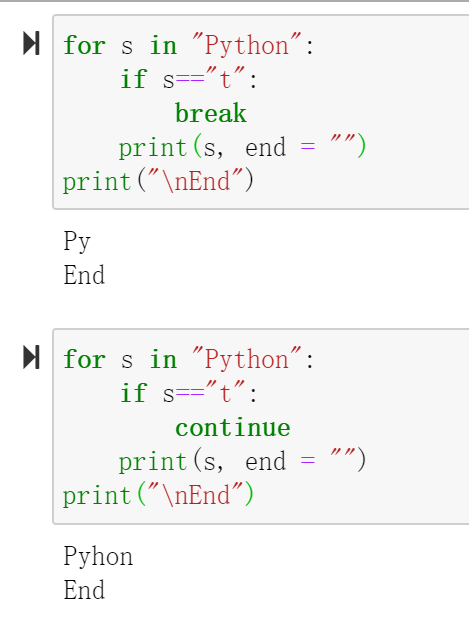 for s in "Python":
    if s=="t":
        break
    print(s, end = "")
print("\nEnd")
Py
End
for s in "Python":
    if s=="t":
        continue
    print(s, end = "")
print("\nEnd")
Pyhon
End